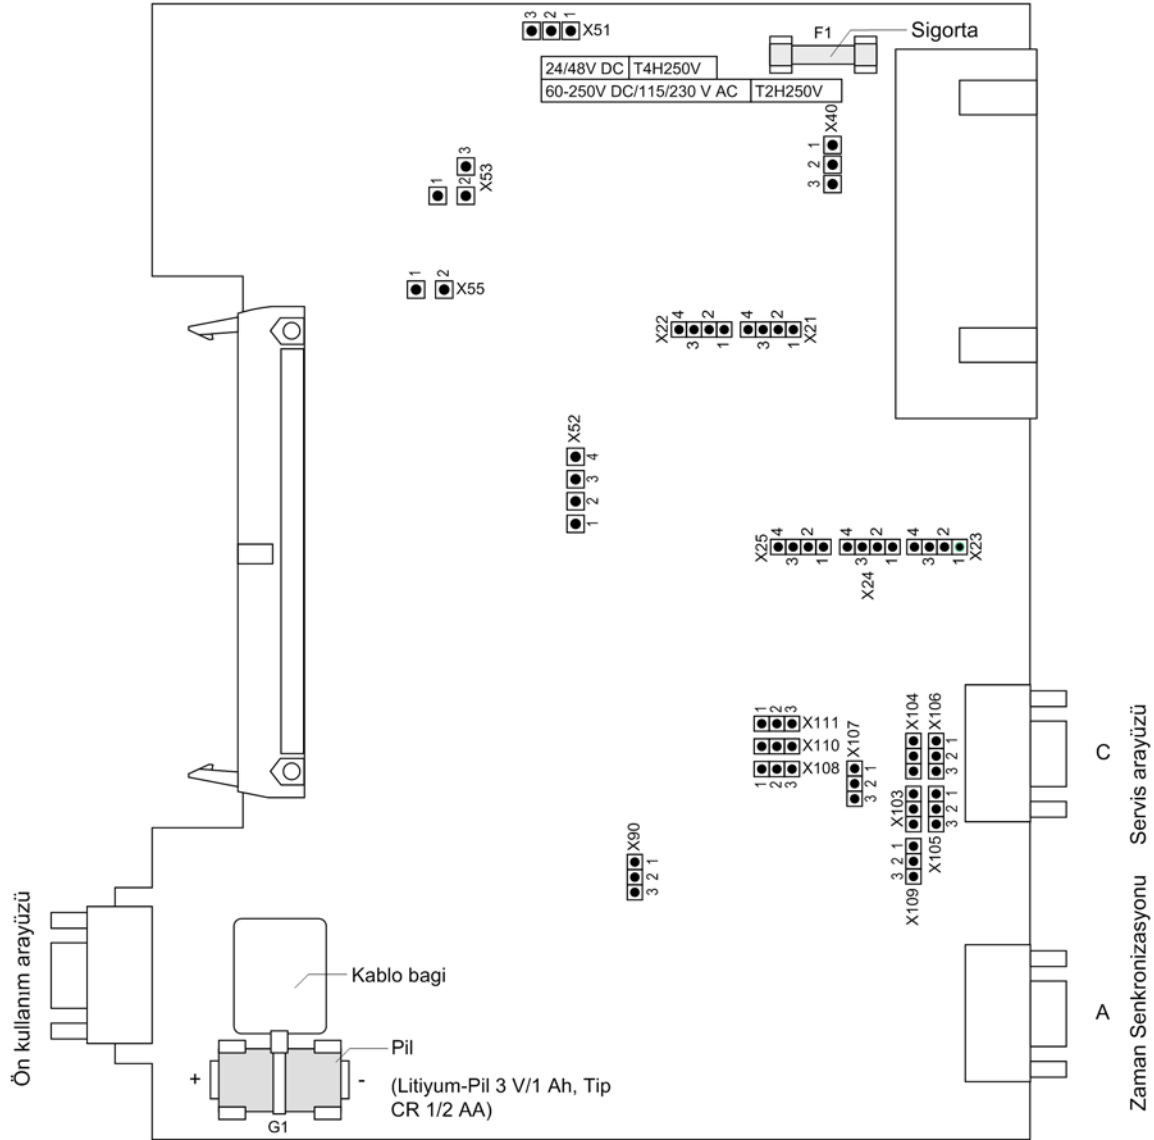 3 2 1 X51
F1
Sigorta
24/48V DC T4H250V
60-250V DC/115/230 V AC T2H250V
X40
1
2
3
3
1 2 X53
1 2 X55
X22 4 2 4 2 X21
3 1 3 1
X52
4
3
2
1
X25 4 2 4 2 4 2 X23
3 1 3 1 3 1
X24
1 2 3 X111
X110
X108
1 2 3
X107
1
2
3
X104 X106
1
2
3
X103
1
2
3
X105
1
2
3
X109
X90
1
2
3
C
Servis arayüzü
A
Zaman Senkronizasyonu
Ön kullanım arayüzü
Kablo bagi
Pil
+ -
(Litiyum-Pil 3 V/1 Ah, Tip
CR 1/2 AA)
G1